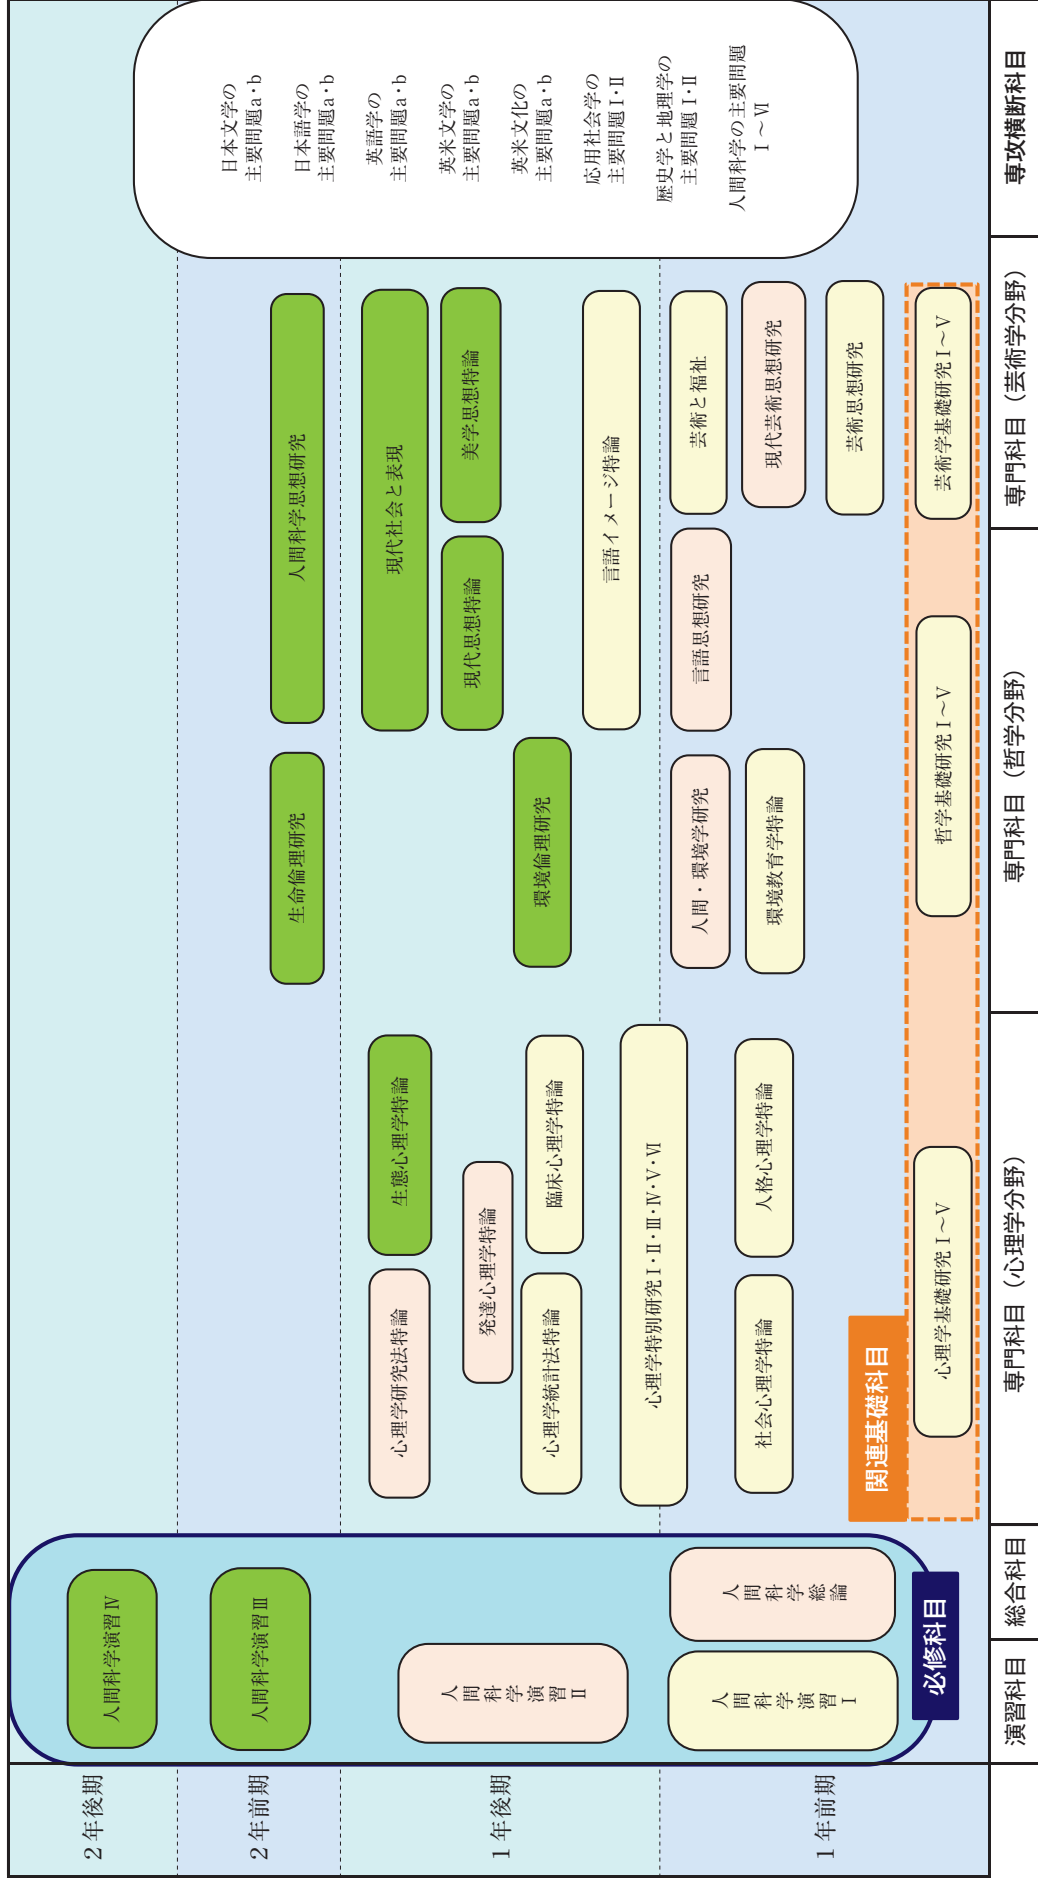 2年後期
2年前期
1年後期
1年前期
人間科学演習Ⅳ
人間科学演習Ⅲ
人間科学演習Ⅱ
人間科学演習Ⅰ
人間科学総論
必修科目
生態心理学特論
心理学研究法特論
発達心理学特論
臨床心理学特論
心理学統計法特論
心理学特別研究Ⅰ・Ⅱ・Ⅲ・Ⅳ・Ⅴ・Ⅵ
人格心理学特論
社会心理学特論
関連基礎科目
心理学基礎研究Ⅰ～Ⅴ
生命倫理研究
環境倫理研究
人間・環境学研究
環境教育学特論
哲学基礎研究Ⅰ～Ⅴ
人間科学思想研究
現代社会と表現
現代思想特論
美学思想特論
言語イメージ特論
言語思想研究
芸術と福祉
現代芸術思想研究
芸術思想研究
芸術学基礎研究Ⅰ～Ⅴ
日本文学の
主要問題a・b
日本語学の
主要問題a・b
英語学の
主要問題a・b
英米文学の
主要問題a・b
英米文化の
主要問題a・b
応用社会学の
主要問題Ⅰ・Ⅱ
歴史学と地理学の
主要問題Ⅰ・Ⅱ
人間科学の主要問題
Ⅰ～Ⅵ
演習科目
総合科目
専門科目（心理学分野）
専門科目（哲学分野）
専門科目（芸術学分野）
専攻横断科目